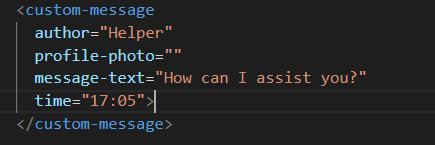 <custom-message
author="Helper"
profile-photo=""
message-text="How can I assist you?"
time="17:05">
</custom-message>